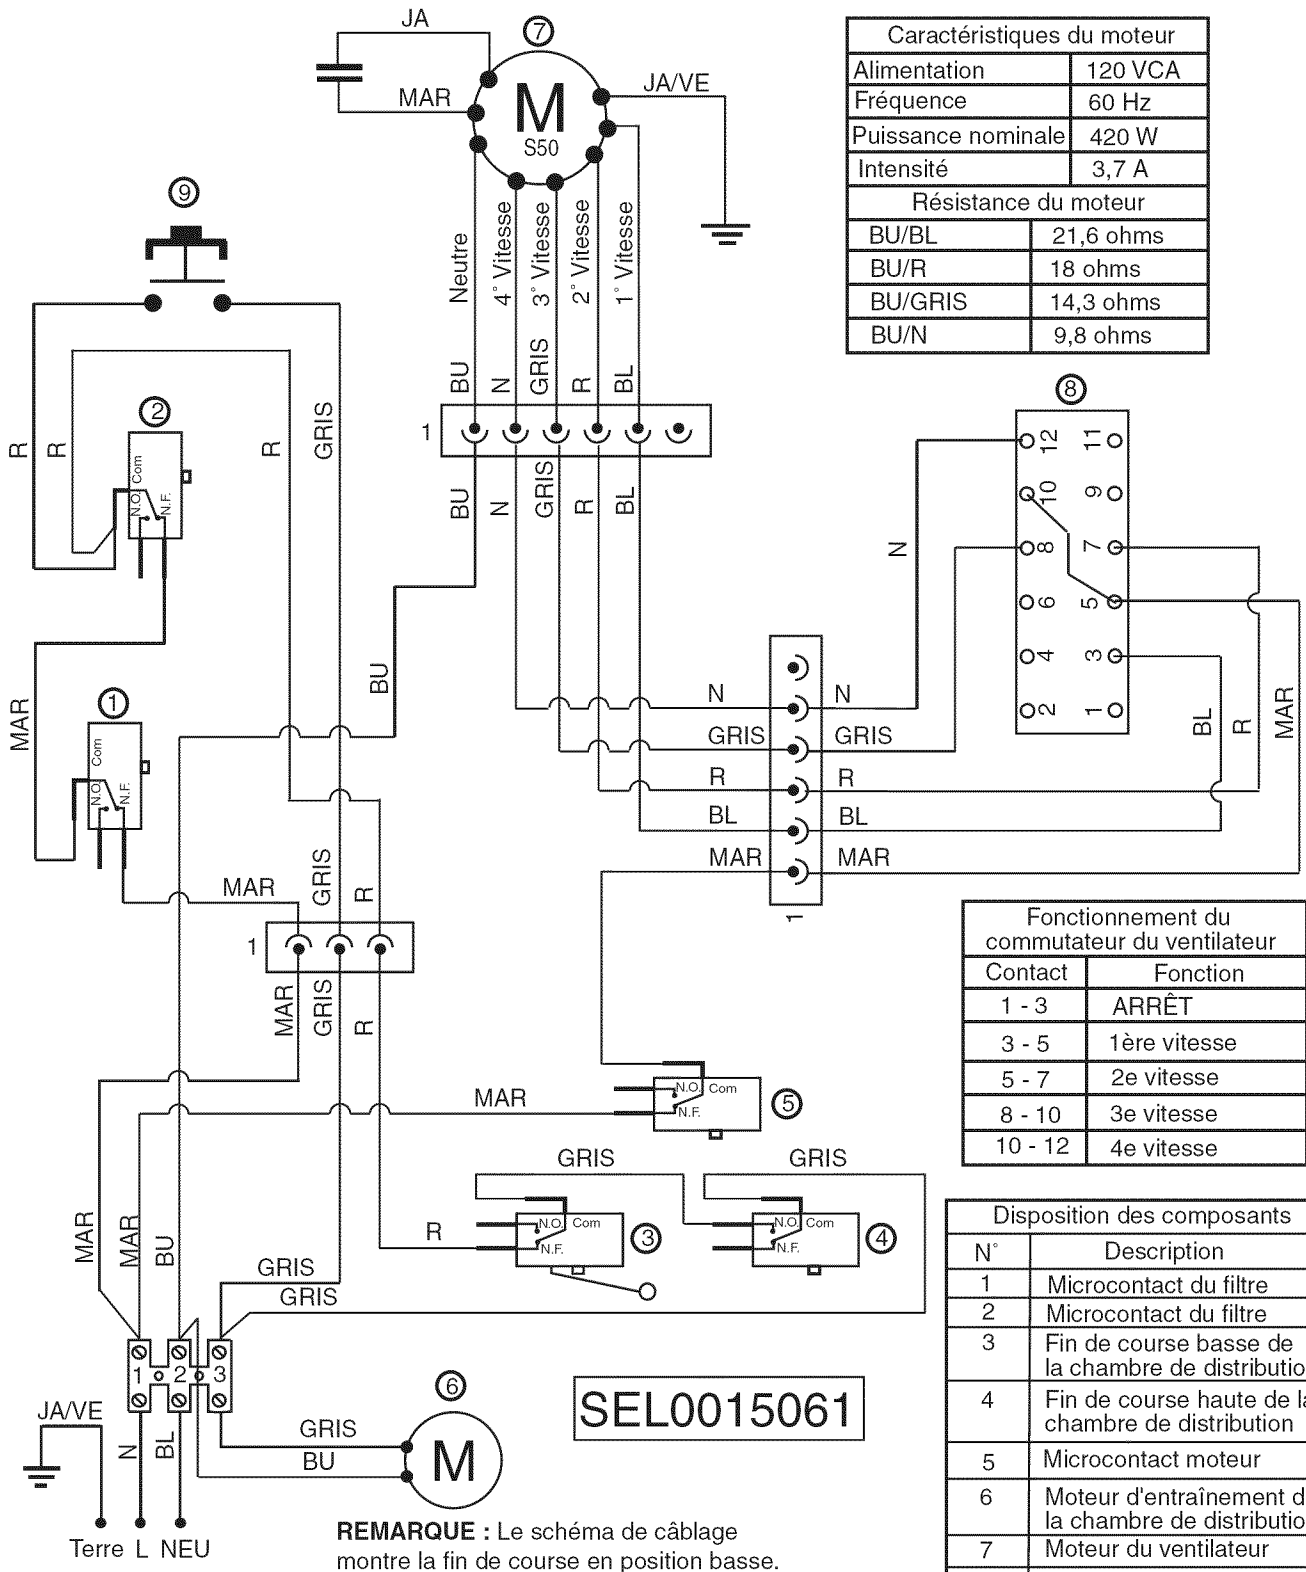 JA
7
MAR
M
S50
JA/VE
Caractéristiques du moteur
Alimentation 120 VCA
Fréquence 60 Hz
Puissance nominale 420 W
Intensité 3,7 A
Résistance du moteur
BU/BL 21,6 ohms
BU/R 18 ohms
BU/GRIS 14,3 ohms
BU/N 9,8 ohms
9
Neutre
4° Vitesse
3° Vitesse
2° Vitesse
1° Vitesse
BU N GRIS R BL
1
BU N GRIS R BL
R R R GRIS
2
Com
N.O.
N.F.
MAR
1
Com
N.O.
N.F.
BU
8
12 11
10 9
8 7
6 5
4 3
2 1
N
BL R MAR
N N
GRIS GRIS
R R
BL BL
MAR MAR
1
MAR GRIS R
1
MAR GRIS R
Fonctionnement du
commutateur du ventilateur
Contact Fonction
1 - 3 ARRÊT
3 - 5 1ère vitesse
5 - 7 2e vitesse
8 - 10 3e vitesse
10 - 12 4e vitesse
MAR
N.O. Com
N.F.
5
GRIS GRIS
R
N.O. Com
N.F.
3
N.O. Com
N.F.
4
MAR MAR BU
GRIS
GRIS
1 2 3
JA/VE
N BL
GRIS
BU
6
M
Terre L NEU
SEL0015061
REMARQUE : Le schéma de câblage
montre la fin de course en position basse.
Disposition des composants
N° Description
1 Microcontact du filtre
2 Microcontact du filtre
3 Fin de course basse de
la chambre de distributio
4 Fin de course haute de la
chambre de distribution
5 Microcontact moteur
6 Moteur d'entraînement d
la chambre de distributio
7 Moteur du ventilateur